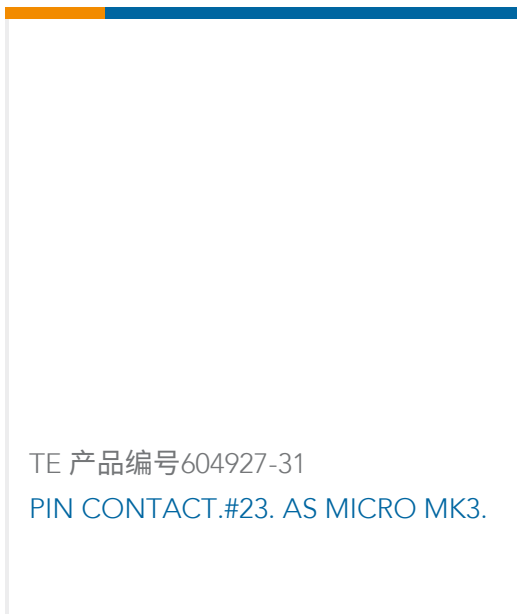 TE 产品编号604927-31
PIN CONTACT.#23. AS MICRO MK3.